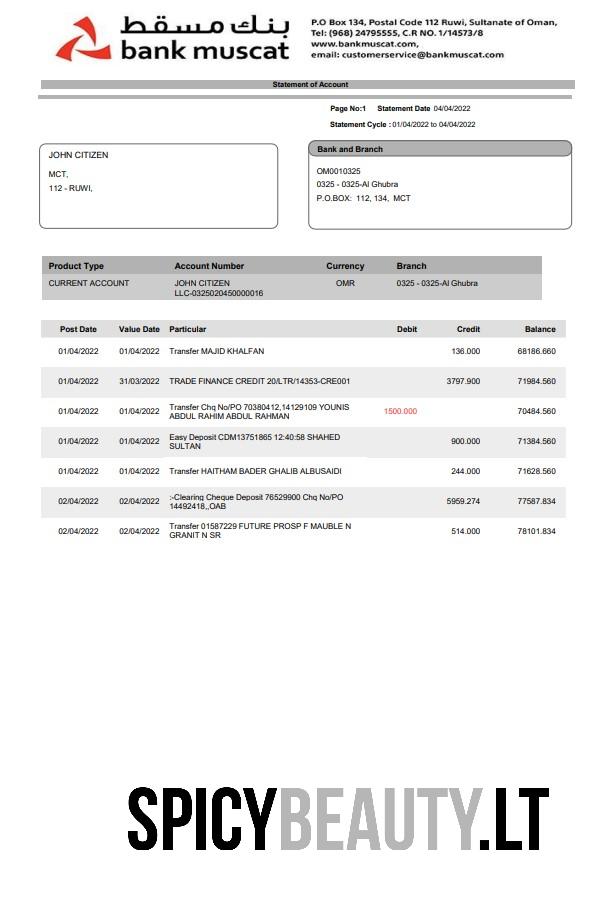 بنك مسقط
bank muscat
P.O Box 134, Postal Code 112 Ruwi, Sultanate of Oman,
Tel: (968) 24795555, C.R NO. 1/14573/8
www.bankmuscat.com,
email: customerservice@bankmuscat.com
Statement of Account
Page No:1 Statement Date 04/04/2022
Statement Cycle : 01/04/2022 to 04/04/2022
JOHN CITIZEN
MCT,
112 - RUWI,
Bank and Branch
OM0010325
0325 - 0325-Al Ghubra
P.O.BOX: 112, 134, MCT
Product Type Account Number Currency Branch
CURRENT ACCOUNT JOHN CITIZEN OMR 0325 - 0325-Al Ghubra
LLC-0325020450000016
Post Date Value Date Particular Debit Credit Balance
01/04/2022 01/04/2022 Transfer MAJID KHALFAN 136.000 68186.660
01/04/2022 31/03/2022 TRADE FINANCE CREDIT 20/LTR/14353-CRE001 3797.900 71984.560
01/04/2022 01/04/2022 Transfer Chq No/PO 70380412,14129109 YOUNIS 1500.000 70484.560
ABDUL RAHIM ABDUL RAHMAN
01/04/2022 01/04/2022 Easy Deposit CDM13751865 12:40:58 SHAHED 900.000 71384.560
SULTAN
01/04/2022 01/04/2022 Transfer HAITHAM BADER GHALIB ALBUSAIDI 244.000 71628.560
02/04/2022 02/04/2022 :-Clearing Cheque Deposit 76529900 Chq No/PO 5959.274 77587.834
14492418,,OAB
02/04/2022 02/04/2022 Transfer 01587229 FUTURE PROSP F MAUBLE N 514.000 78101.834
GRANIT N SR
SPICYBEAUTY.LT